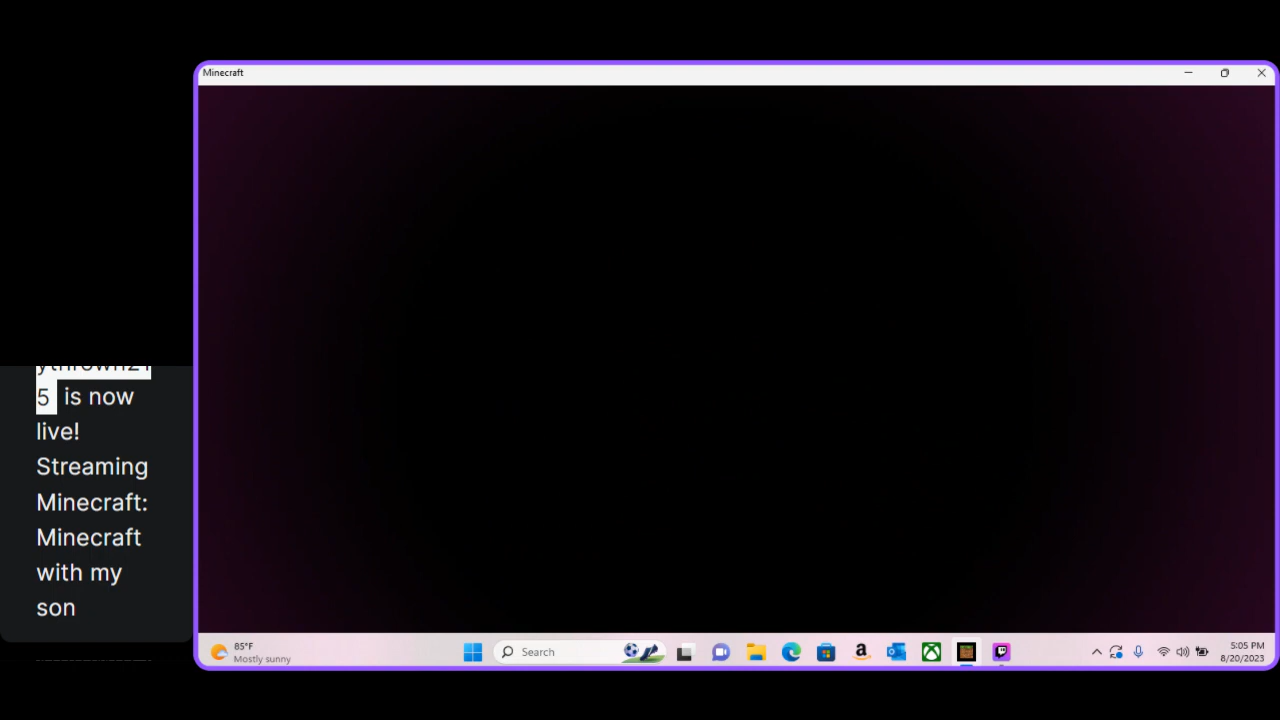 Minecraft
5 is now
live!
Streaming
Minecraft:
Minecraft
with my
son
85°F
Mostly sunny
Search
5:05 PM
8/20/2023